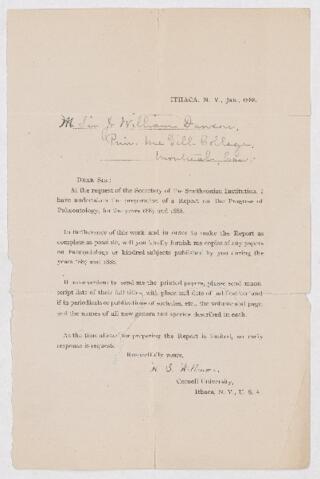 ITHACA, N. Y., Jan., 1888.
M Sir J William Dawson,
Prin. McGill College,
Montreal, Can.
DEAR SIR:
At the request of the Secretary of the Smithsonian Institution, I
have undertaken the preparation of a Report on the Progress of
Palæontology, for the years 1887 and 1888.
In furtherance of this work and in order to make the Report as
complete as possible, will you kindly furnish me copies of any papers
on Palæontology or kindred subjects published by you during the
years 1887 and 1888.
If inconvenient to send me the printed papers, please send manu-
script data of their full titles, with place and date of publication and
if in periodicals or publications of societies, etc., the volume and page
and the names of all new genera and species described in each.
As the time allowed for preparing the Report is limited, an early
response is requested.
Respectfully yours,
H. S. Williams,
Cornell University,
Ithaca, N. Y., U. S. A.